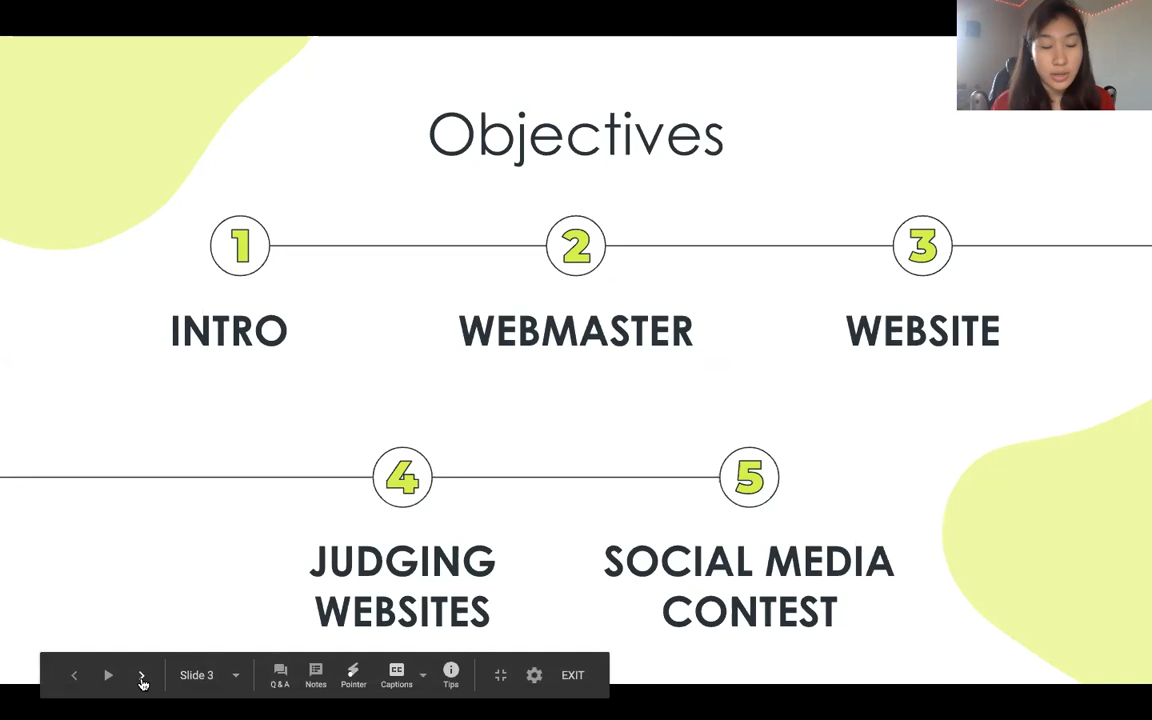 Objectives
1
2
3
INTRO
WEBMASTER
WEBSITE
4
5
JUDGING
WEBSITES
SOCIAL MEDIA
CONTEST
Slide 3
Q & A
Notes
Pointer
CC
Captions
Tips
EXIT